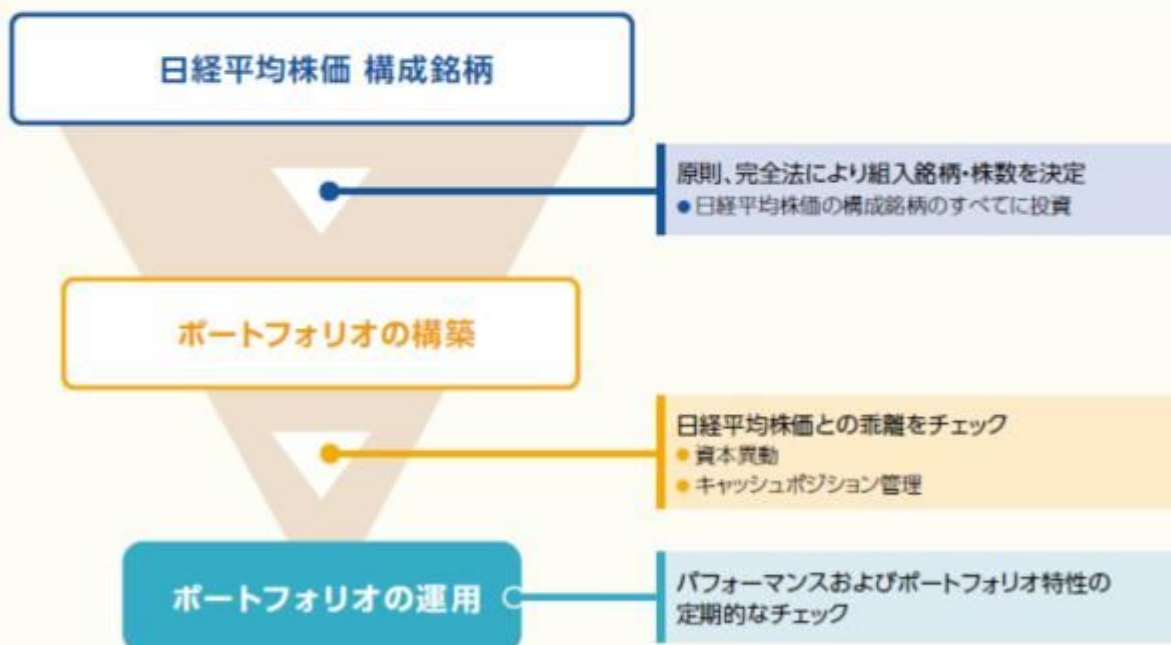 日経平均株価 構成銘柄
原則、完全法により組入銘柄・株数を決定
● 日経平均株価の構成銘柄のすべてに投資
ポートフォリオの構築
日経平均株価との乖離をチェック
● 資本異動
● キャッシュポジション管理
ポートフォリオの運用
パフォーマンスおよびポートフォリオ特性の
定期的なチェック